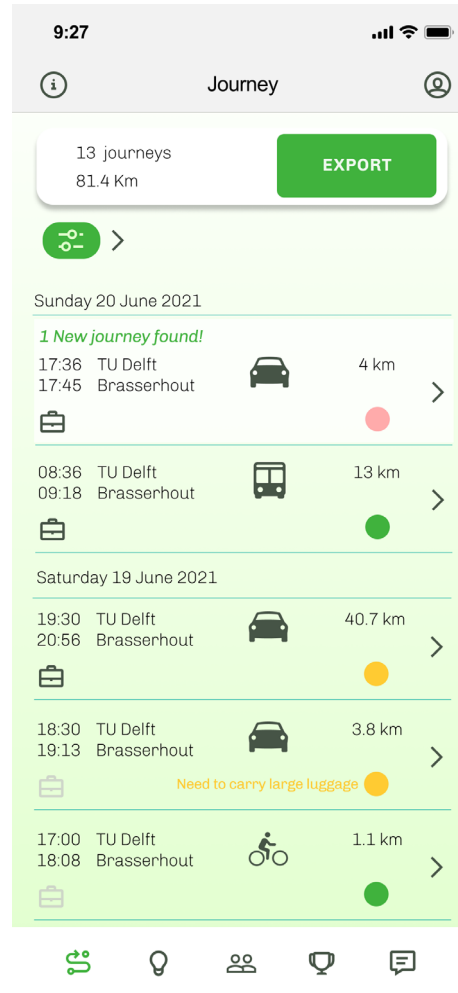 9:27
Journey
13 journeys
81.4 Km
EXPORT
Sunday 20 June 2021
1 New journey found!
17:36 TU Delft 4 km
17:45 Brasserhout
08:36 TU Delft 13 km
09:18 Brasserhout
Saturday 19 June 2021
19:30 TU Delft 40.7 km
20:56 Brasserhout
18:30 TU Delft 3.8 km
19:13 Brasserhout
Need to carry large luggage
17:00 TU Delft 1.1 km
18:08 Brasserhout